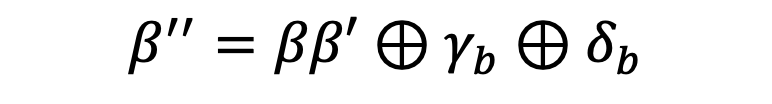 β′′ = ββ′ ⊕ γ_b ⊕ δ_b